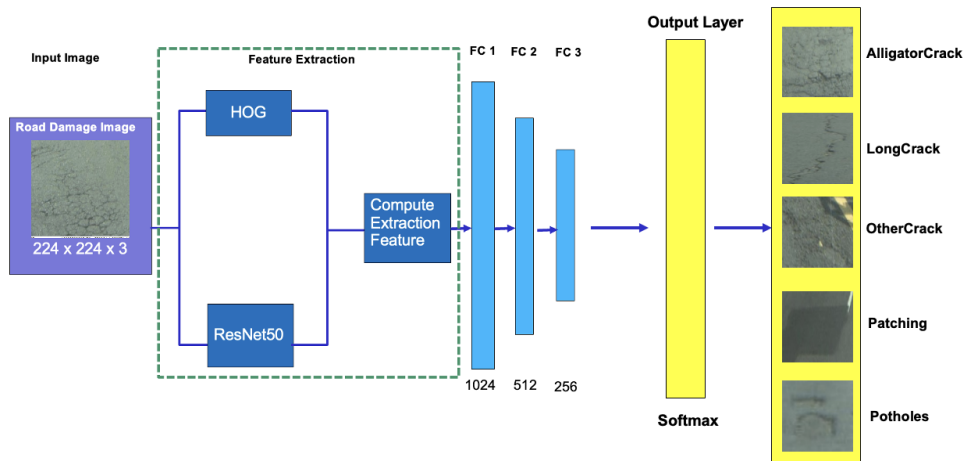 Input Image
Road Damage Image
224 x 224 x 3
Feature Extraction
HOG
ResNet50
Compute
Extraction
Feature
FC 1
FC 2
FC 3
1024
512
256
Output Layer
Softmax
AlligatorCrack
LongCrack
OtherCrack
Patching
Potholes